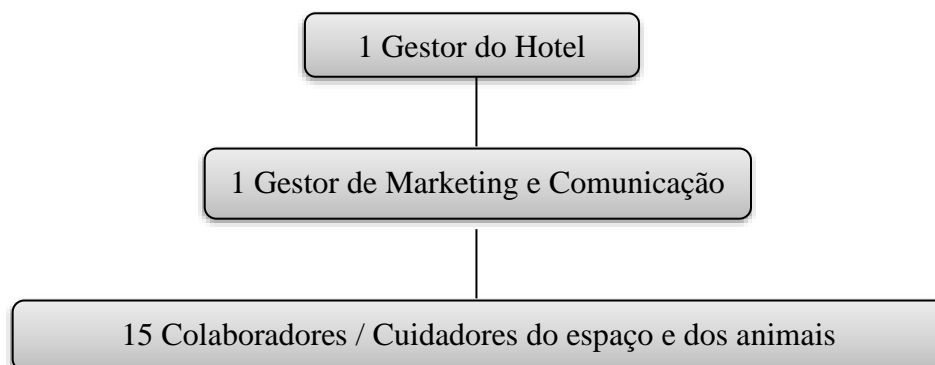 1 Gestor do Hotel
1 Gestor de Marketing e Comunicação
15 Colaboradores / Cuidadores do espaço e dos animais